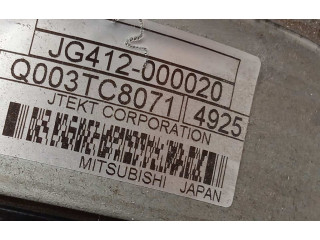 JG412-000020
Q003TC8071 4925
JTEKT CORPORATION
MITSUBISHI JAPAN